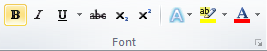 B I U abc X₂ X² A ab A
Font